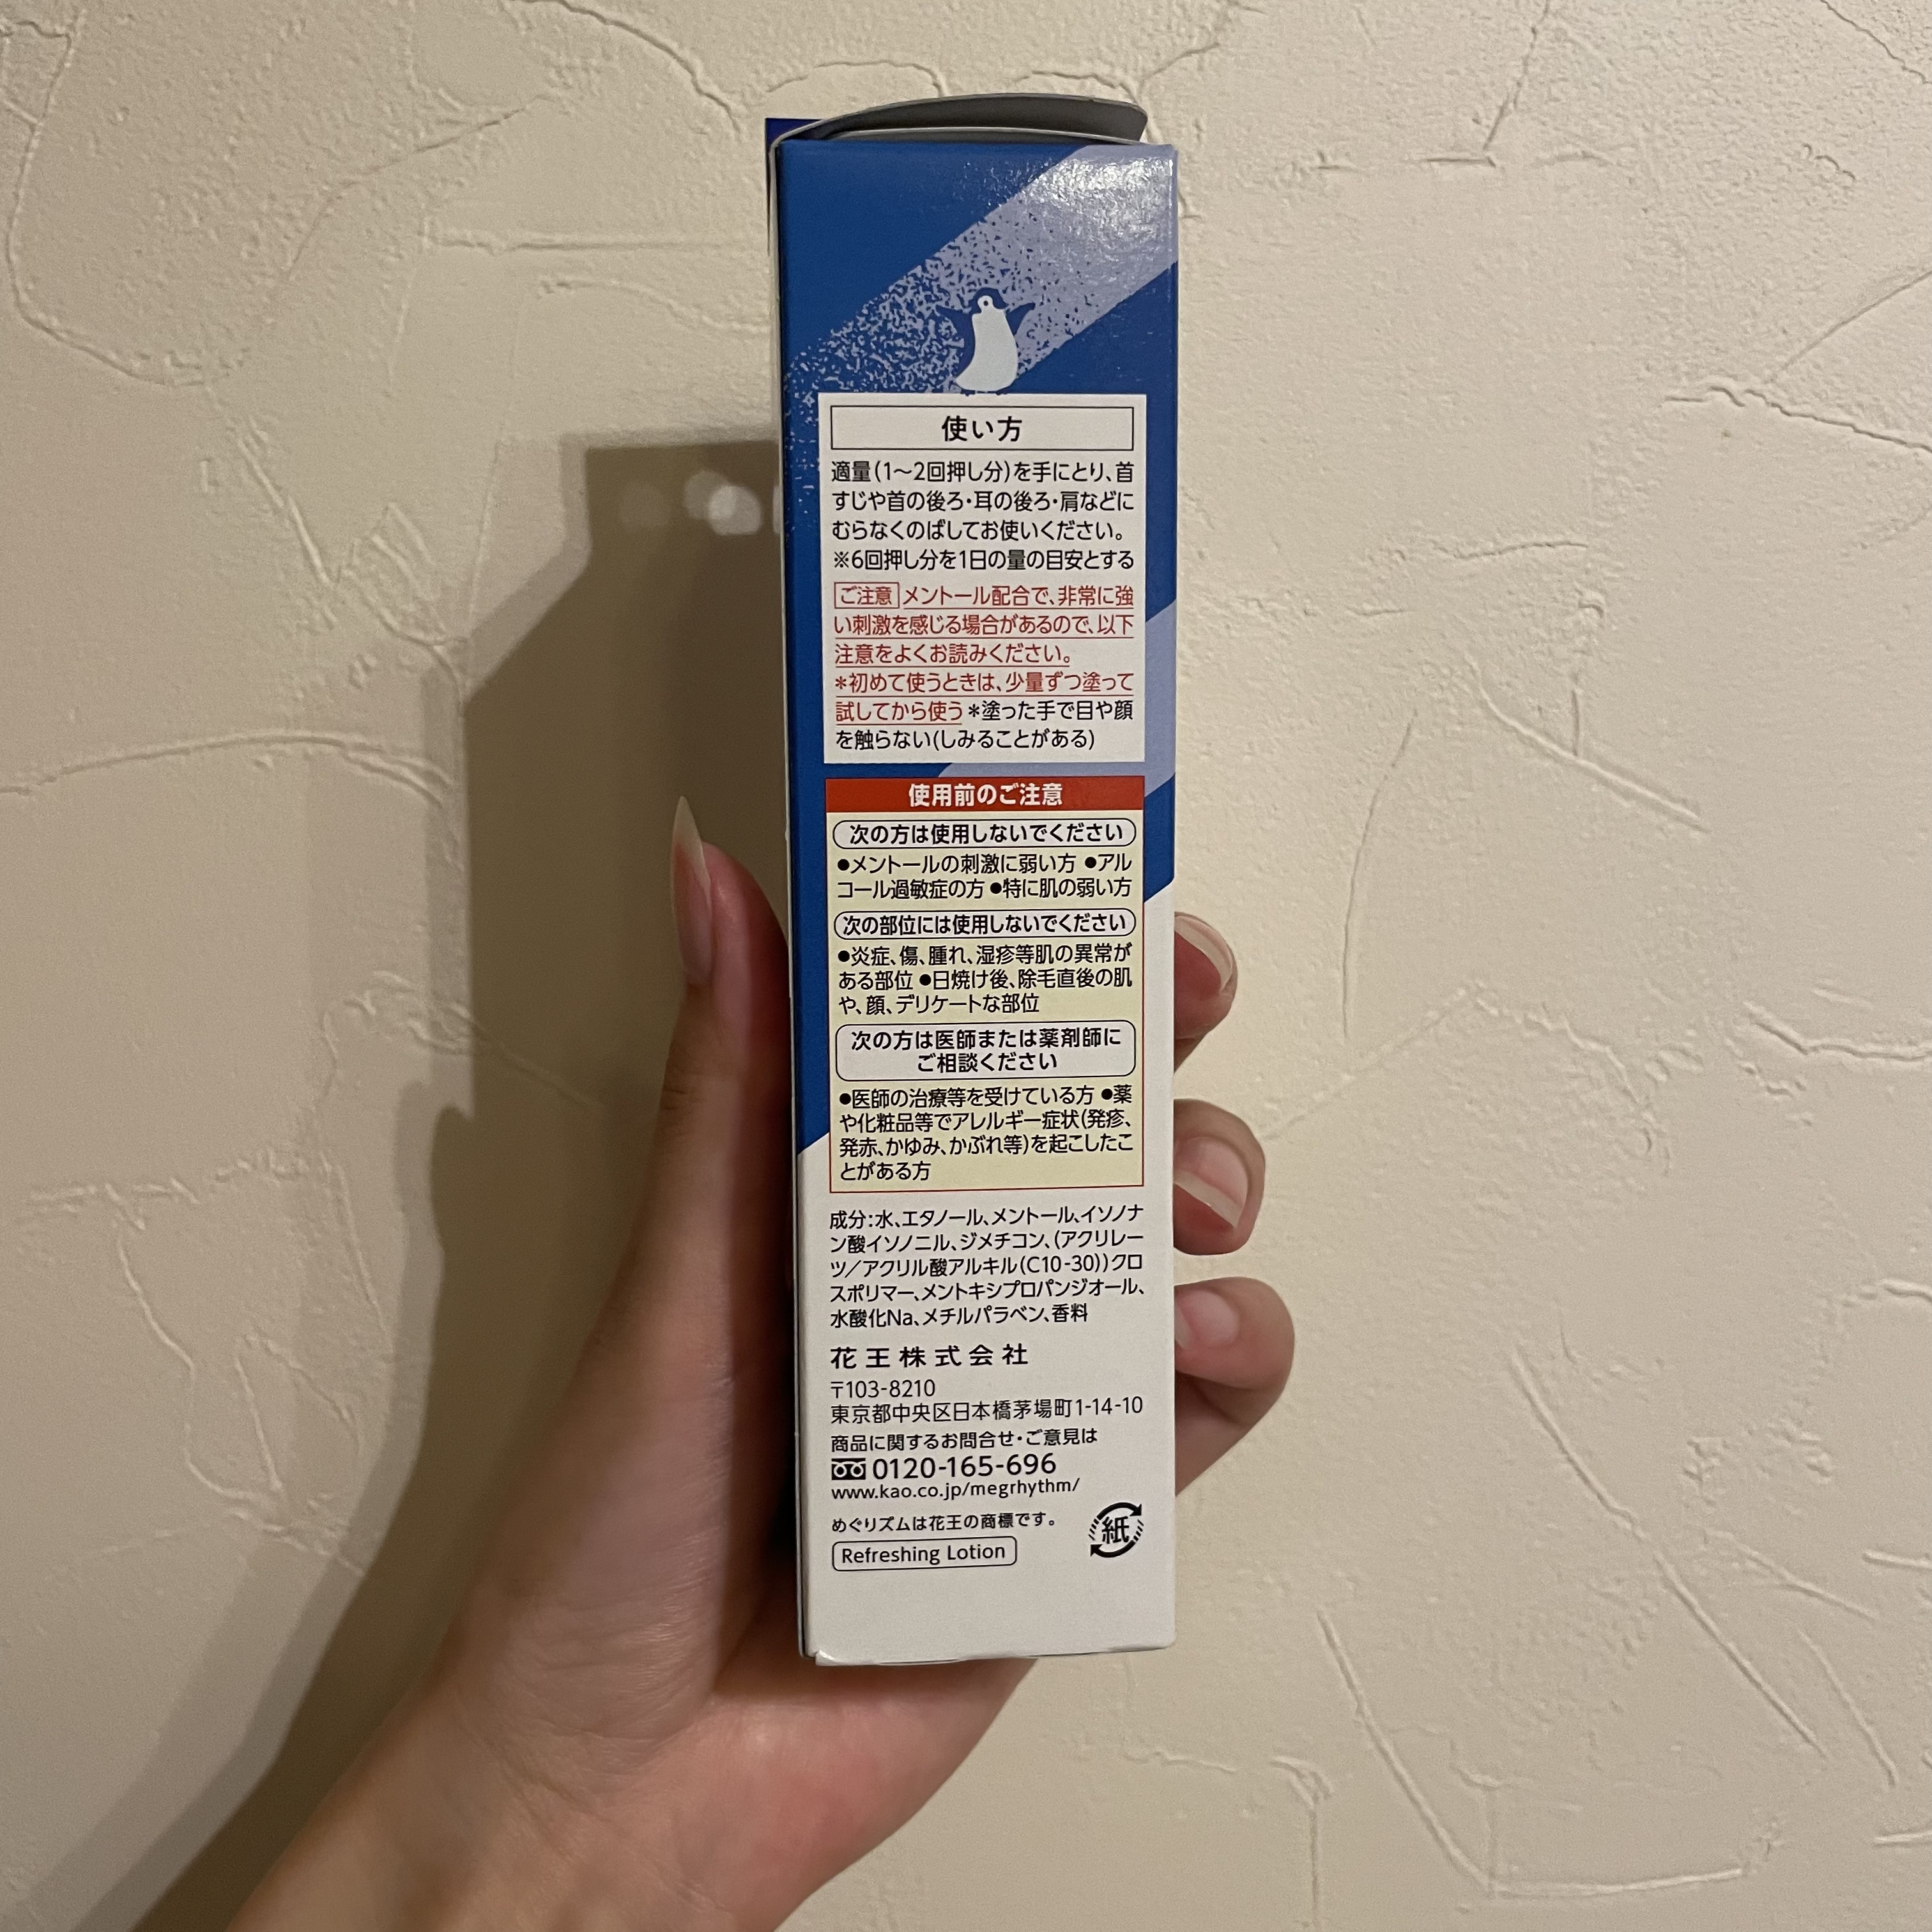 使い方
適量(1〜2回押し分)を手にとり、首
すじや首の後ろ・耳の後ろ・肩などに
むらなくのばしてお使いください。
※6回押し分を1日の量の目安とする
ご注意 メントール配合で、非常に強
い刺激を感じる場合があるので、以下
注意をよくお読みください。
＊初めて使うときは、少量ずつ塗って
試してから使う ＊塗った手で目や顔
を触らない(しみることがある)
使用前のご注意
次の方は使用しないでください
●メントールの刺激に弱い方 ●アル
コール過敏症の方 ●特に肌の弱い方
次の部位には使用しないでください
●炎症、傷、腫れ、湿疹等肌の異常が
ある部位 ●日焼け後、除毛直後の肌
や、顔、デリケートな部位
次の方は医師または薬剤師に
ご相談ください
●医師の治療等を受けている方 ●薬
や化粧品等でアレルギー症状(発疹、
発赤、かゆみ、かぶれ等)を起こしたこ
とがある方
成分：水、エタノール、メントール、イソノナ
ン酸イソノニル、ジメチコン、(アクリレー
ツ／アクリル酸アルキル(C10-30))クロ
スポリマー、メントキシプロパンジオール、
水酸化Na、メチルパラベン、香料
花王株式会社
〒103-8210
東京都中央区日本橋茅場町1-14-10
商品に関するお問合せ・ご意見は
0120-165-696
www.kao.co.jp/megrhythm/
めぐリズムは花王の商標です。
紙
Refreshing Lotion